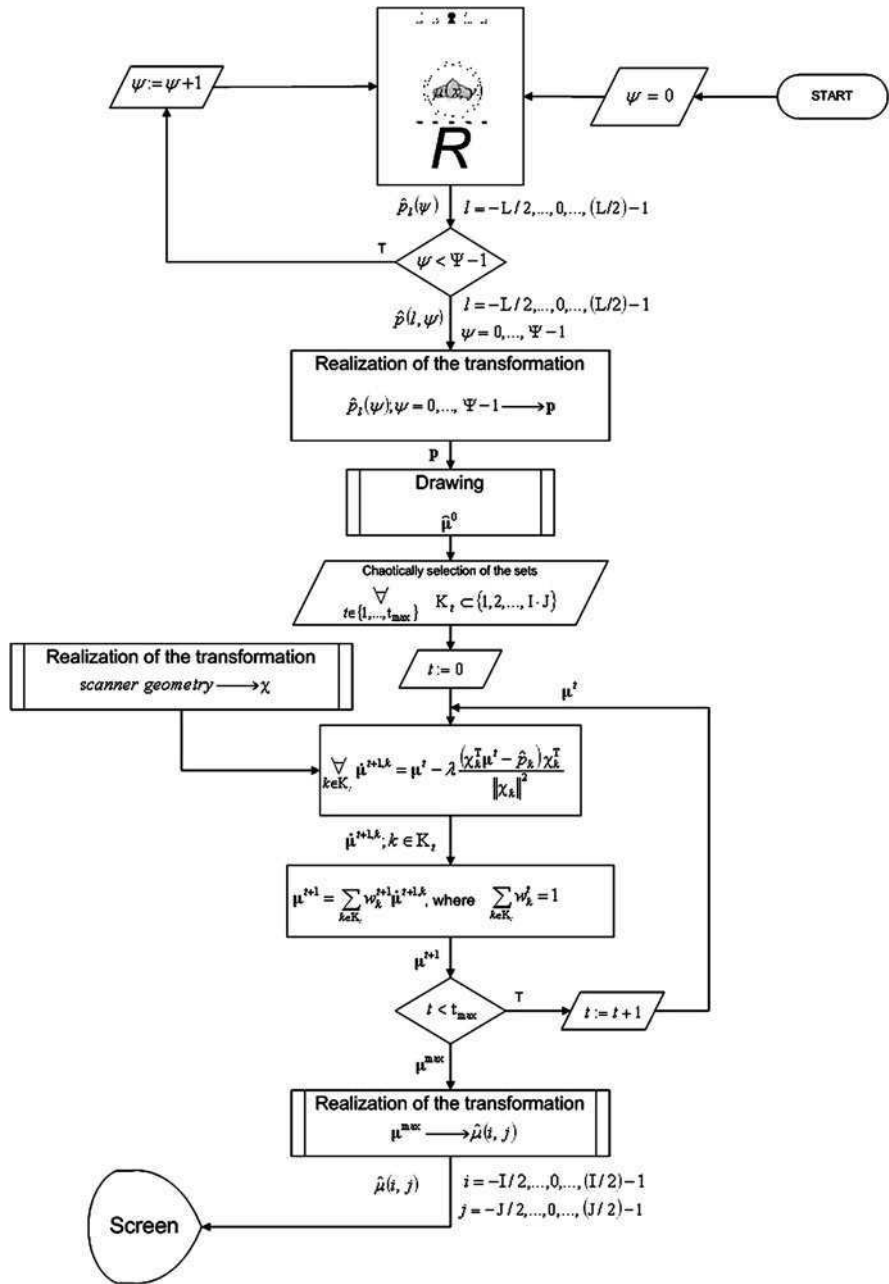 START
ψ = 0
ψ := ψ+1
μ(x,y)
R
p̂_l(ψ) l = −L/2,...,0,...,(L/2)−1
T
ψ < Ψ−1
p̂(l,ψ) l = −L/2,...,0,...,(L/2)−1
ψ = 0,..., Ψ−1
Realization of the transformation
p̂_l(ψ); ψ = 0,..., Ψ−1 ⟶ p
p
Drawing
μ̂⁰
Chaotically selection of the sets
∀ t∈{1,...,t_max} K_t ⊂ {1,2,..., I·J}
Realization of the transformation
scanner geometry ⟶ χ
t := 0
μ^t
∀ k∈K_t μ̇^{t+1,k} = μ^t − λ (χ_k^T μ^t − p̂_k) χ_k^T / ‖χ_k‖²
μ̇^{t+1,k}; k ∈ K_t
μ^{t+1} = ∑_{k∈K_t} w_k^{t+1} μ̇^{t+1,k}, where ∑_{k∈K_t} w_k^t = 1
μ^{t+1}
t < t_max
T
t := t+1
μ^max
Realization of the transformation
μ^max ⟶ μ̂(i, j)
μ̂(i, j) i = −I/2,...,0,...,(I/2)−1
j = −J/2,...,0,...,(J/2)−1
Screen